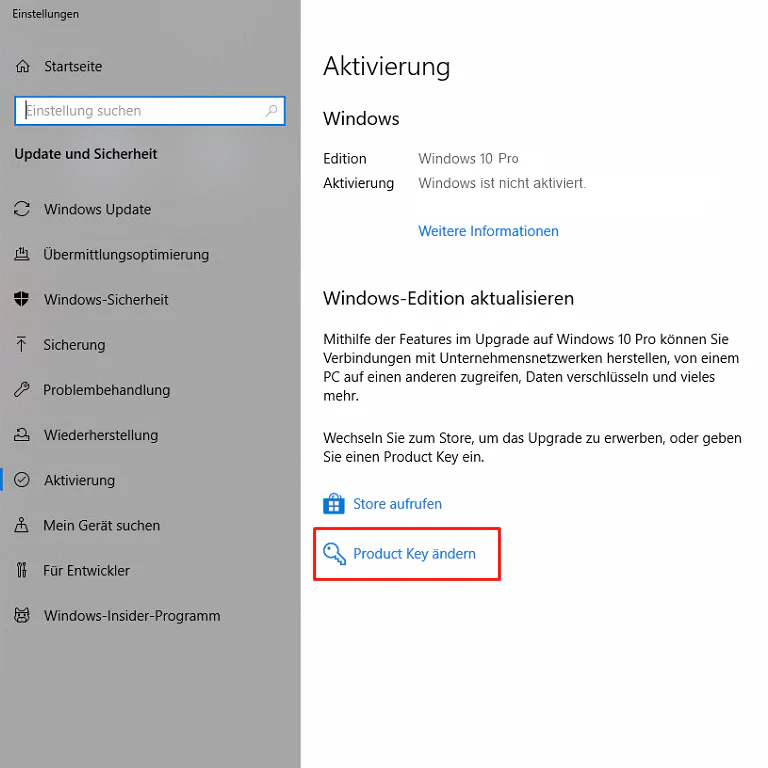 Einstellungen
Startseite
Einstellung suchen
Update und Sicherheit
Windows Update
Übermittlungsoptimierung
Windows-Sicherheit
Sicherung
Problembehandlung
Wiederherstellung
Aktivierung
Mein Gerät suchen
Für Entwickler
Windows-Insider-Programm
Aktivierung
Windows
Edition Windows 10 Pro
Aktivierung Windows ist nicht aktiviert.
Weitere Informationen
Windows-Edition aktualisieren
Mithilfe der Features im Upgrade auf Windows 10 Pro können Sie
Verbindungen mit Unternehmensnetzwerken herstellen, von einem
PC auf einen anderen zugreifen, Daten verschlüsseln und vieles
mehr.
Wechseln Sie zum Store, um das Upgrade zu erwerben, oder geben
Sie einen Product Key ein.
Store aufrufen
Product Key ändern